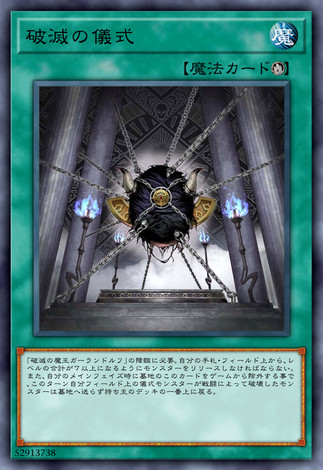 破滅の儀式
魔
【魔法カード】
「破滅の魔王ガーランドルフ」の降臨に必要。自分の手札・フィールド上から、レ
ベルの合計が7以上になるようにモンスターをリリースしなければならない。
また、自分のメインフェイズ時に墓地のこのカードをゲームから除外する事で
、このターン自分フィールド上の儀式モンスターが戦闘によって破壊したモン
スターは墓地へ送らず持ち主のデッキの一番上に戻る。
52913738